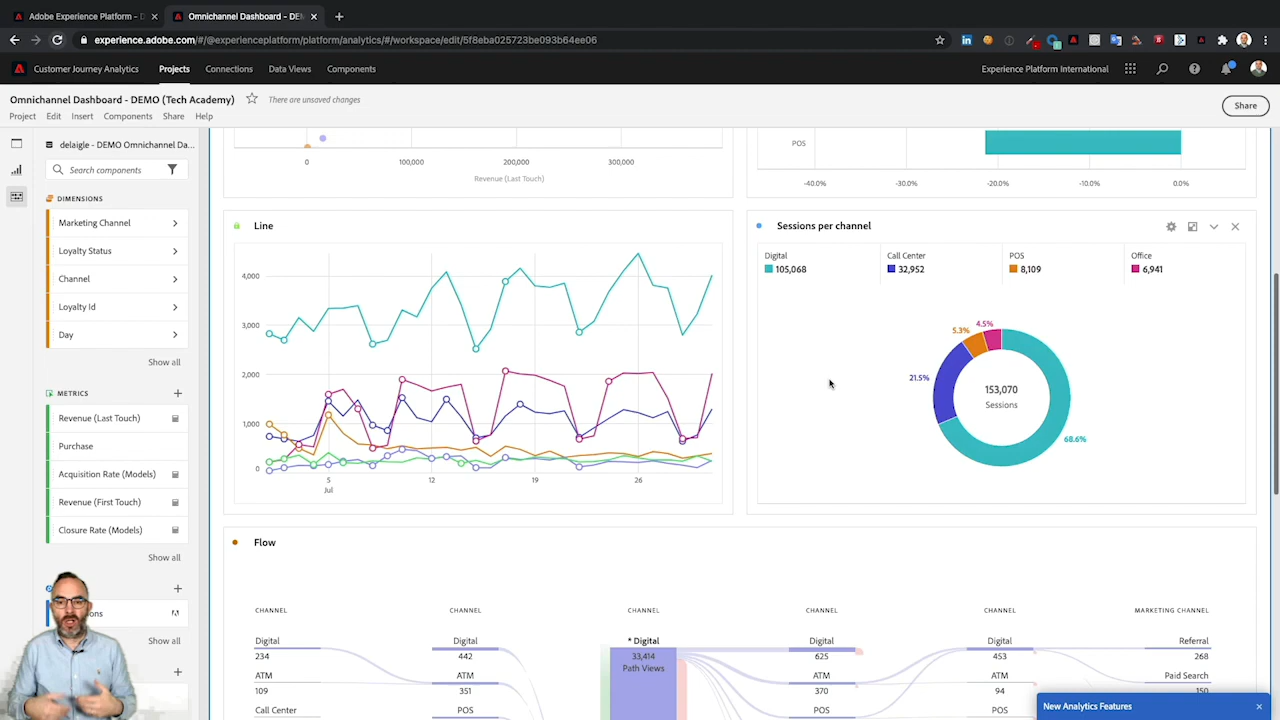 Adobe Experience Platform - D
Omnichannel Dashboard - DEMO
experience.adobe.com/#/@experienceplatform/platform/analytics/#/workspace/edit/5f8eba025723be093b64ee06
Customer Journey Analytics
Projects
Connections
Data Views
Components
Experience Platform International
Omnichannel Dashboard - DEMO (Tech Academy)
There are unsaved changes
Share
Project
Edit
Insert
Components
Share
Help
delaigle - DEMO Omnichannel Da...
Search components
DIMENSIONS
Marketing Channel
Loyalty Status
Channel
Loyalty Id
Day
Show all
METRICS
Revenue (Last Touch)
Purchase
Acquisition Rate (Models)
Revenue (First Touch)
Closure Rate (Models)
Show all
ons
Show all
0
100,000
200,000
300,000
Revenue (Last Touch)
POS
-40.0%
-30.0%
-20.0%
-10.0%
0.0%
Line
4,000
3,000
2,000
1,000
0
5
Jul
12
19
26
Sessions per channel
Digital
105,068
Call Center
32,952
POS
8,109
Office
6,941
4.5%
5.3%
21.5%
153,070
Sessions
68.6%
Flow
CHANNEL
CHANNEL
CHANNEL
CHANNEL
CHANNEL
MARKETING CHANNEL
Digital
234
ATM
109
Call Center
Digital
442
ATM
351
POS
* Digital
33,414
Path Views
Digital
625
ATM
370
POS
Digital
453
ATM
94
POS
Referral
268
Paid Search
150
New Analytics Features